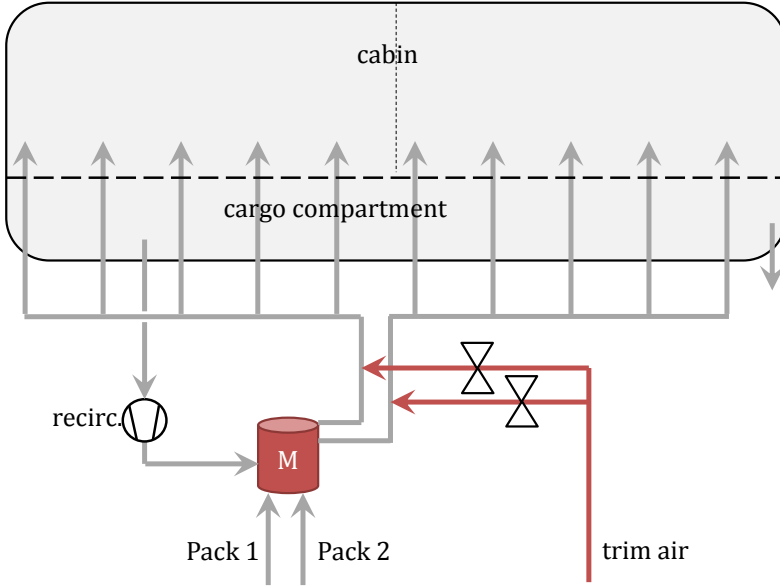 cabin
cargo compartment
recirc.
M
Pack 1
Pack 2
trim air